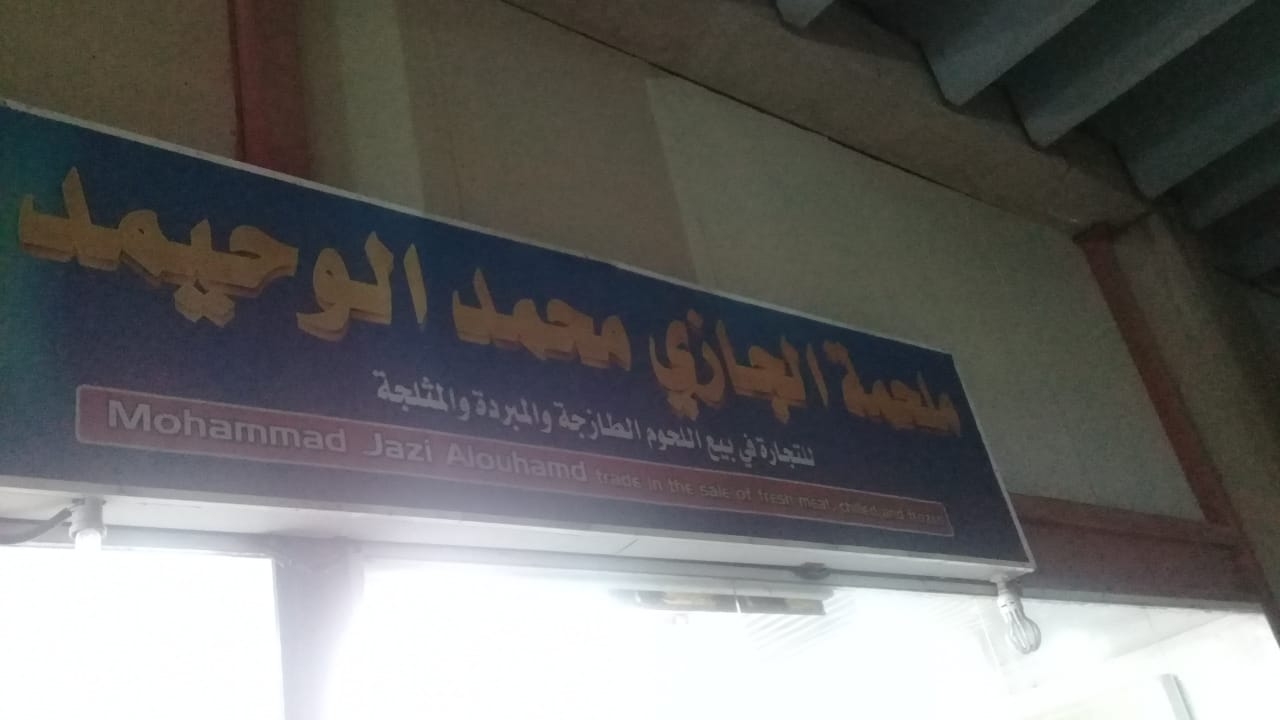 ملحمة الجازي محمد الوحيمد
للتجارة في بيع اللحوم الطازجة والمبردة والمثلجة
Mohammad Jazi Alouhamd trade in the sale of fresh meat, chilled and frozen